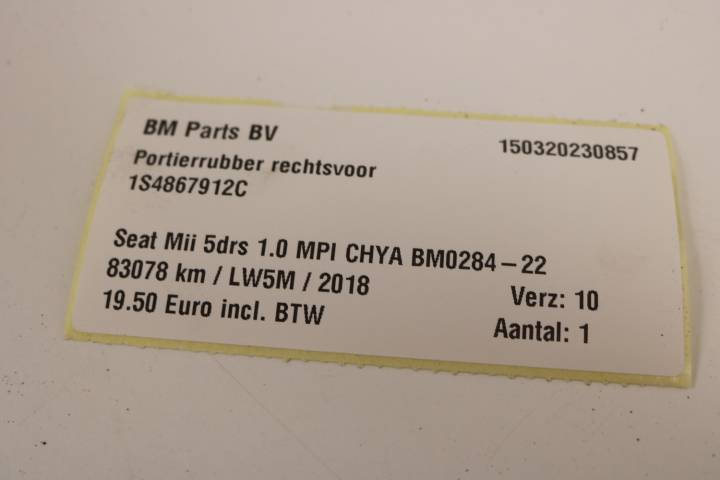 BM Parts BV 150320230857
Portierrubber rechtsvoor
1S4867912C
Seat Mii 5drs 1.0 MPI CHYA BM0284-22
83078 km / LW5M / 2018 Verz: 10
19.50 Euro incl. BTW Aantal: 1